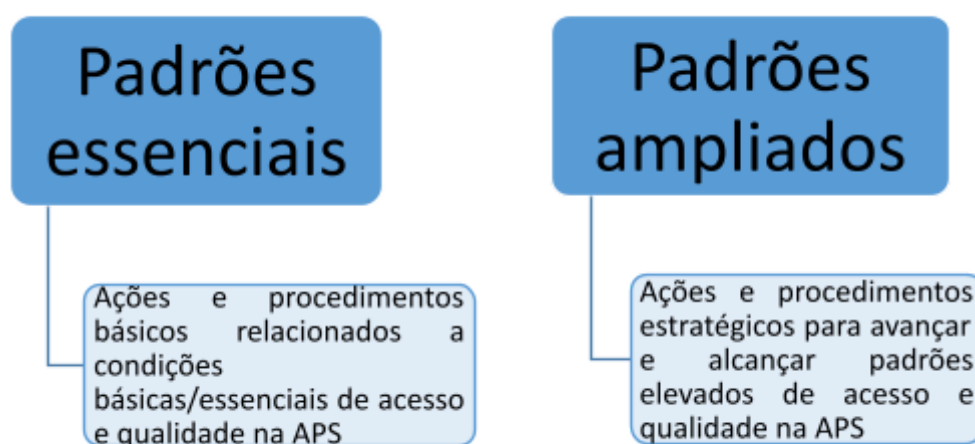 Padrões
essenciais
Ações e procedimentos
básicos relacionados a
condições
básicas/essenciais de acesso
e qualidade na APS
Padrões
ampliados
Ações e procedimentos
estratégicos para avançar
e alcançar padrões
elevados de acesso e
qualidade na APS